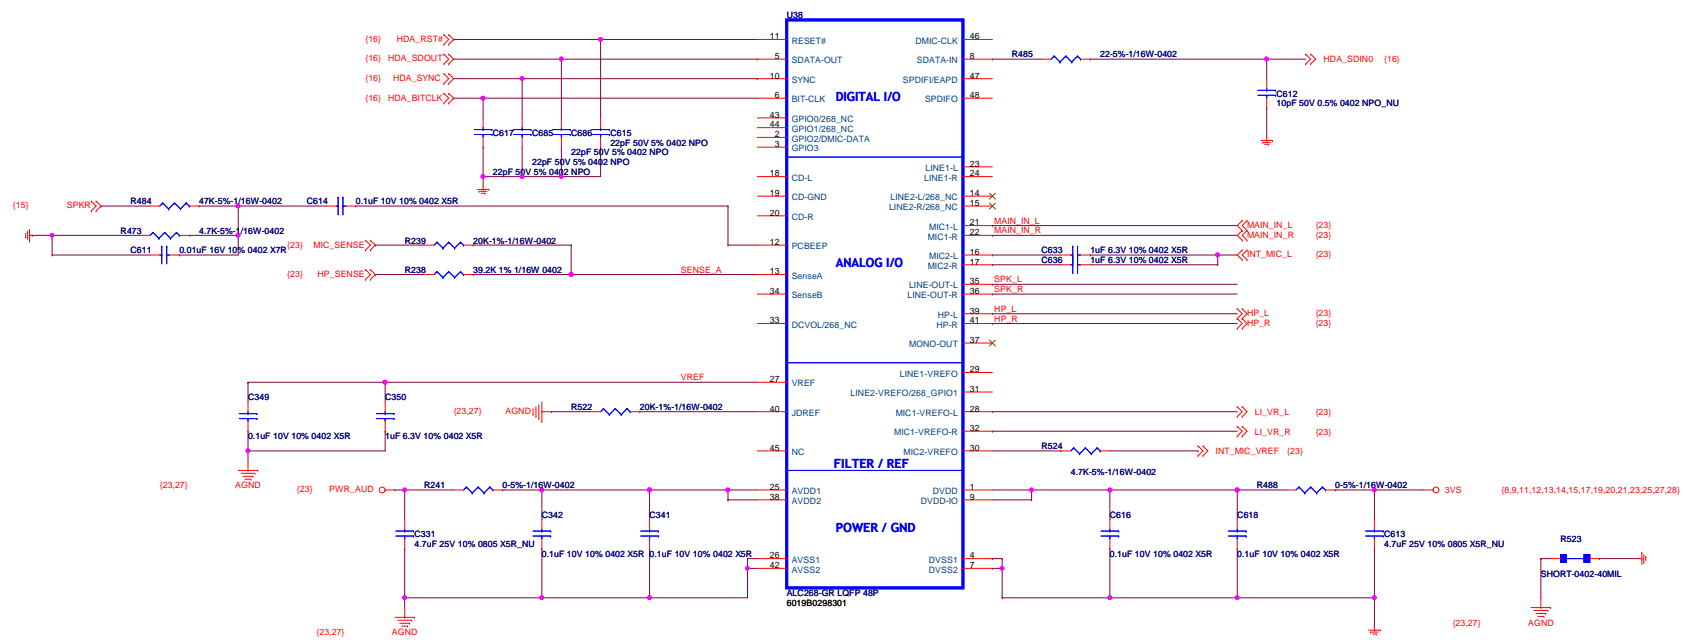 U38
{16} HDA_RST# 11 RESET# DMIC-CLK 46
{16} HDA_SDOUT 5 SDATA-OUT SDATA-IN 8 R485 22-5%-1/16W-0402 HDA_SDIN0 {16}
{16} HDA_SYNC 10 SYNC SPDIFI/EAPD 47
{16} HDA_BITCLK 6 BIT-CLK DIGITAL I/O SPDIFO 48
C612
10pF 50V 0.5% 0402 NPO_NU
43 GPIO0/268_NC
44 GPIO1/268_NC
2 GPIO2/DMIC-DATA
3 GPIO3
C617 C685 C686 C615
22pF 50V 5% 0402 NPO
22pF 50V 5% 0402 NPO
22pF 50V 5% 0402 NPO
22pF 50V 5% 0402 NPO
LINE1-L 23
18 CD-L LINE1-R 24
19 CD-GND LINE2-L/268_NC 14
LINE2-R/268_NC 15
{15} SPKR R484 47K-5%-1/16W-0402 C614 0.1uF 10V 10% 0402 X5R
20 CD-R
MIC1-L 21 MAIN_IN_L MAIN_IN_L {23}
MIC1-R 22 MAIN_IN_R MAIN_IN_R {23}
R473 4.7K-5%-1/16W-0402
C611 0.01uF 16V 10% 0402 X7R
{23} MIC_SENSE R239 20K-1%-1/16W-0402 12 PCBEEP
MIC2-L 16 C633 1uF 6.3V 10% 0402 X5R INT_MIC_L {23}
MIC2-R 17 C636 1uF 6.3V 10% 0402 X5R
ANALOG I/O
{23} HP_SENSE R238 39.2K 1% 1/16W 0402 SENSE_A 13 SenseA
LINE-OUT-L 35 SPK_L
34 SenseB LINE-OUT-R 36 SPK_R
HP-L 39 HP_L HP_L {23}
33 DCVOL/268_NC HP-R 41 HP_R HP_R {23}
MONO-OUT 37
LINE1-VREFO 29
VREF 27 VREF
LINE2-VREFO/268_GPIO1 31
C349 C350
0.1uF 10V 10% 0402 X5R 1uF 6.3V 10% 0402 X5R
{23,27} AGND R522 20K-1%-1/16W-0402 40 JDREF MIC1-VREFO-L 28 LI_VR_L {23}
MIC1-VREFO-R 32 LI_VR_R {23}
45 NC MIC2-VREFO 30 R524 INT_MIC_VREF {23}
4.7K-5%-1/16W-0402
FILTER / REF
{23,27} AGND
{23} PWR_AUD R241 0-5%-1/16W-0402 25 AVDD1 DVDD 1 R488 0-5%-1/16W-0402 3VS {8,9,11,12,13,14,15,17,19,20,21,23,25,27,28}
38 AVDD2 DVDD-IO 9
POWER / GND
C331 C342 C341 C616 C618 C613
4.7uF 25V 10% 0805 X5R_NU 0.1uF 10V 10% 0402 X5R 0.1uF 10V 10% 0402 X5R 0.1uF 10V 10% 0402 X5R 0.1uF 10V 10% 0402 X5R 4.7uF 25V 10% 0805 X5R_NU
R523
SHORT-0402-40MIL
26 AVSS1 DVSS1 4
42 AVSS2 DVSS2 7
ALC268-GR LQFP 48P
6019B0298301
{23,27} AGND
{23,27} AGND